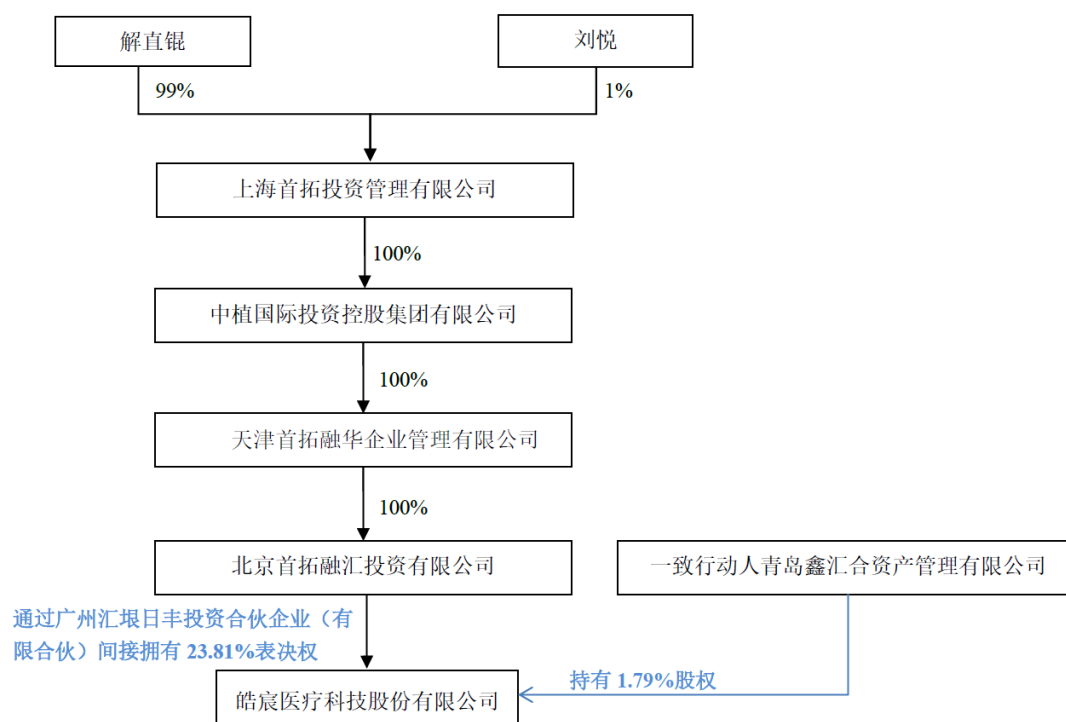 解直锟
刘悦
99%
1%
上海首拓投资管理有限公司
100%
中植国际投资控股集团有限公司
100%
天津首拓融华企业管理有限公司
100%
北京首拓融汇投资有限公司
一致行动人青岛鑫汇合资产管理有限公司
通过广州汇垠日丰投资合伙企业（有
限合伙）间接拥有 23.81%表决权
持有 1.79%股权
皓宸医疗科技股份有限公司